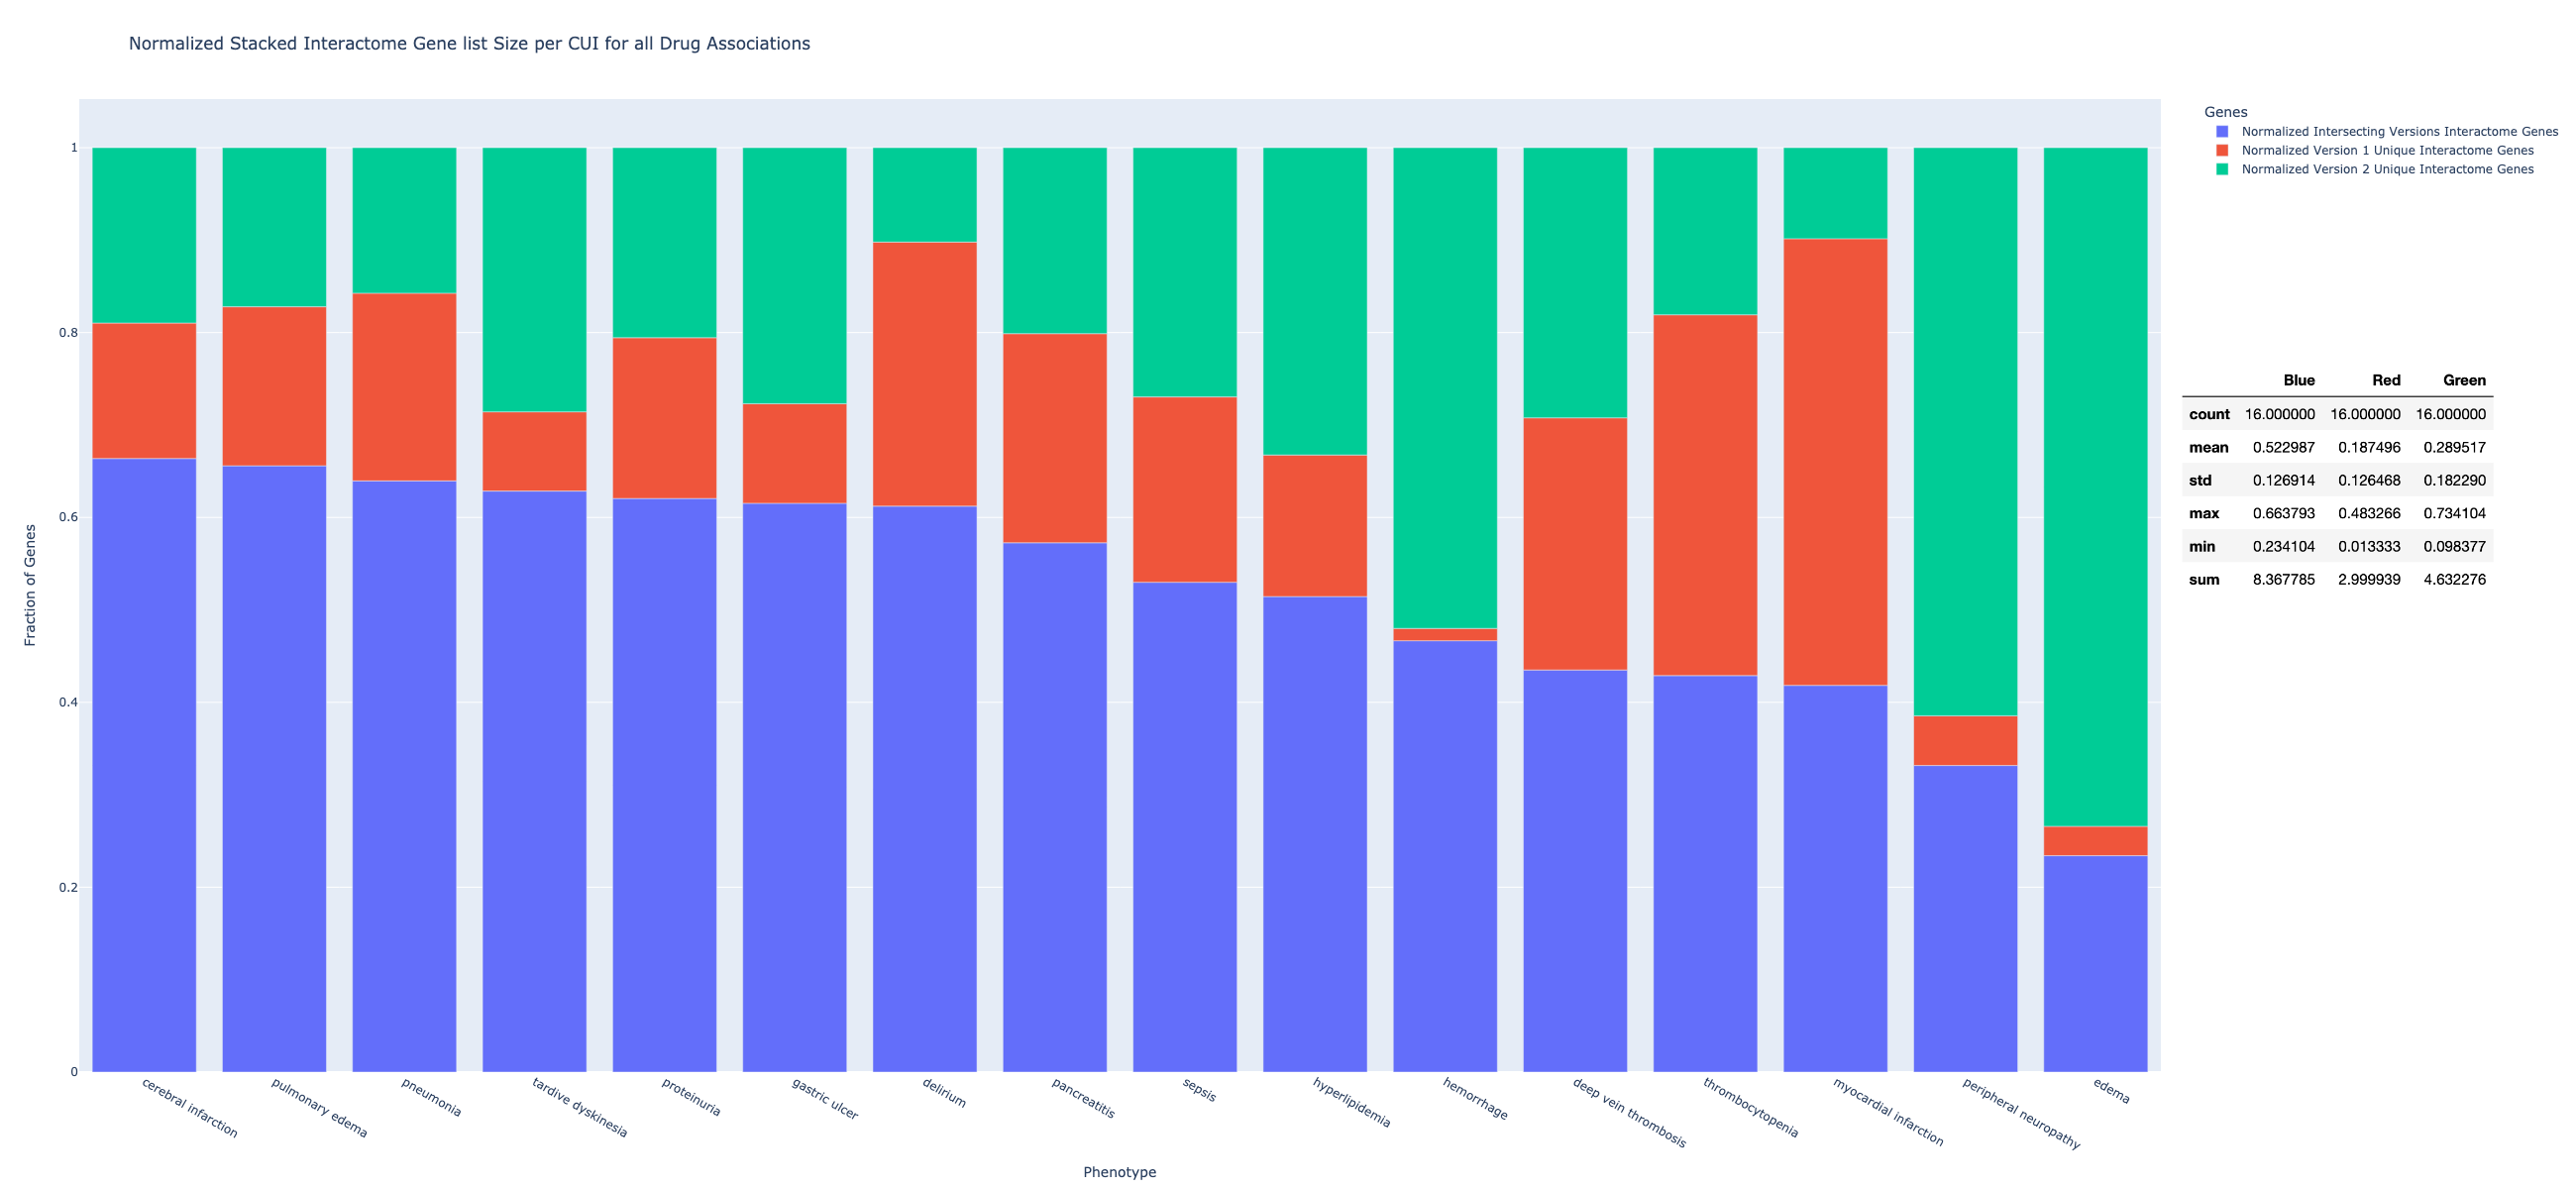 Normalized Stacked Interactome Gene list Size per CUI for all Drug Associations
Genes
Normalized Intersecting Versions Interactome Genes
Normalized Version 1 Unique Interactome Genes
Normalized Version 2 Unique Interactome Genes
1
0.8
0.6
0.4
0.2
0
Fraction of Genes
cerebral infarction
pulmonary edema
pneumonia
tardive dyskinesia
proteinuria
gastric ulcer
delirium
pancreatitis
sepsis
hyperlipidemia
hemorrhage
deep vein thrombosis
thrombocytopenia
myocardial infarction
peripheral neuropathy
edema
Phenotype
Blue Red Green
count 16.000000 16.000000 16.000000
mean 0.522987 0.187496 0.289517
std 0.126914 0.126468 0.182290
max 0.663793 0.483266 0.734104
min 0.234104 0.013333 0.098377
sum 8.367785 2.999939 4.632276